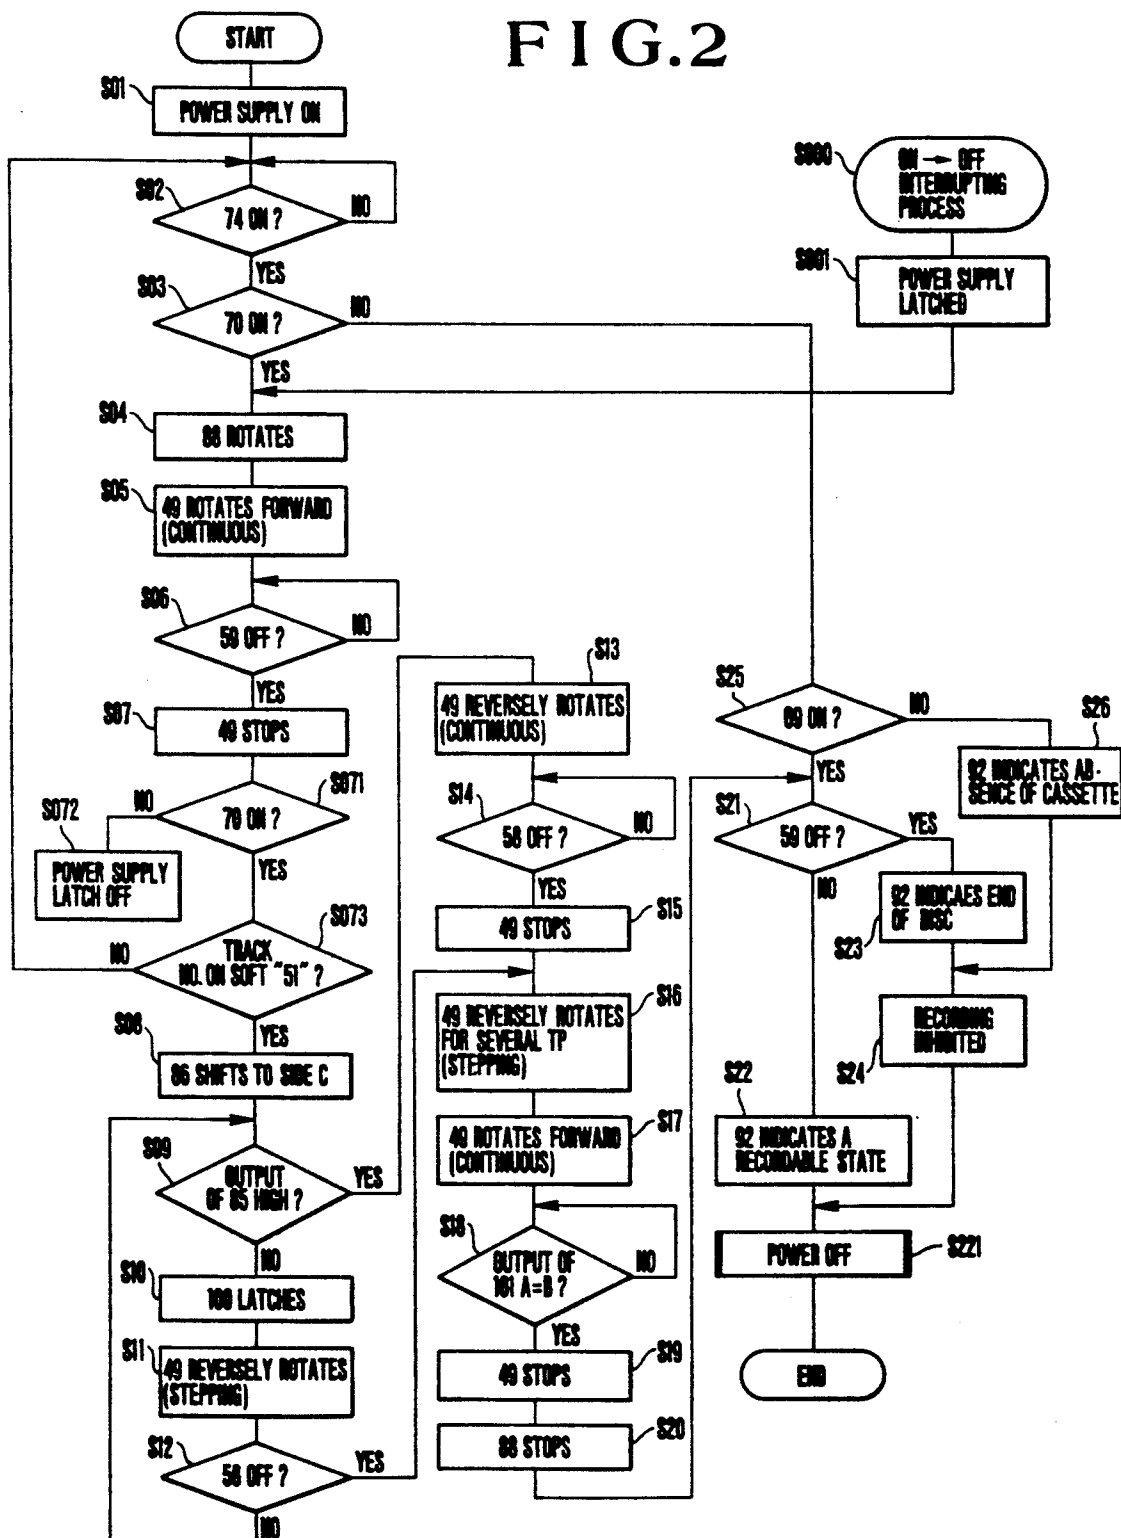 FIG.2
START
S01
POWER SUPPLY ON
S02
74 ON ?
NO
YES
S03
70 ON ?
NO
YES
S000
ON → OFF
INTERRUPTING
PROCESS
S001
POWER SUPPLY
LATCHED
S04
88 ROTATES
S05
49 ROTATES FORWARD
(CONTINUOUS)
S06
59 OFF ?
NO
YES
S07
49 STOPS
S071
70 ON ?
NO
YES
S072
POWER SUPPLY
LATCH OFF
S073
TRACK
NO. ON SOFT "51" ?
NO
YES
S08
86 SHIFTS TO SIDE C
S09
OUTPUT
OF 85 HIGH ?
YES
NO
S10
100 LATCHES
S11
49 REVERSELY ROTATES
(STEPPING)
S12
58 OFF ?
YES
NO
S13
49 REVERSELY ROTATES
(CONTINUOUS)
S14
58 OFF ?
NO
YES
S15
49 STOPS
S16
49 REVERSELY ROTATES
FOR SEVERAL TP
(STEPPING)
S17
49 ROTATES FORWARD
(CONTINUOUS)
S18
OUTPUT OF
101 A=B ?
NO
YES
S19
49 STOPS
S20
88 STOPS
S25
69 ON ?
NO
YES
S26
92 INDICATES AB-
SENCE OF CASSETTE
S21
59 OFF ?
YES
NO
S23
92 INDICAES END
OF DISC
S24
RECORDING
INHIBITED
S22
92 INDICATES A
RECORDABLE STATE
S221
POWER OFF
END